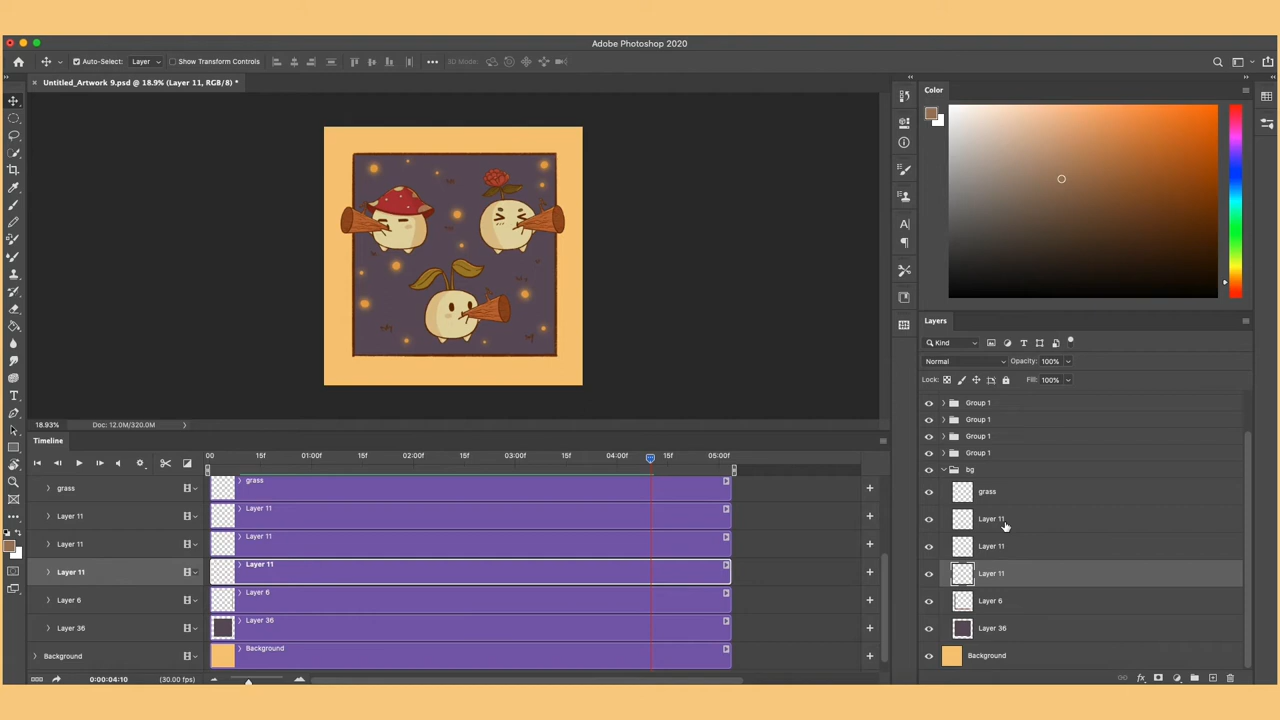 Adobe Photoshop 2020
Auto-Select: Layer Show Transform Controls 3D Mode:
Untitled_Artwork 9.psd @ 18.9% (Layer 11, RGB/8) *
Color
Layers
Kind
Normal Opacity: 100%
Lock: Fill: 100%
Group 1
Group 1
Group 1
Group 1
bg
grass
Layer 11
Layer 11
Layer 11
Layer 6
Layer 36
Background
18.93% Doc: 12.0M/320.0M
Timeline
00 15f 01:00f 15f 02:00f 15f 03:00f 15f 04:00f 15f 05:00f
grass grass
Layer 11 Layer 11
Layer 11 Layer 11
Layer 11 Layer 11
Layer 6 Layer 6
Layer 36 Layer 36
Background Background
0:00:04:10 (30.00 fps)